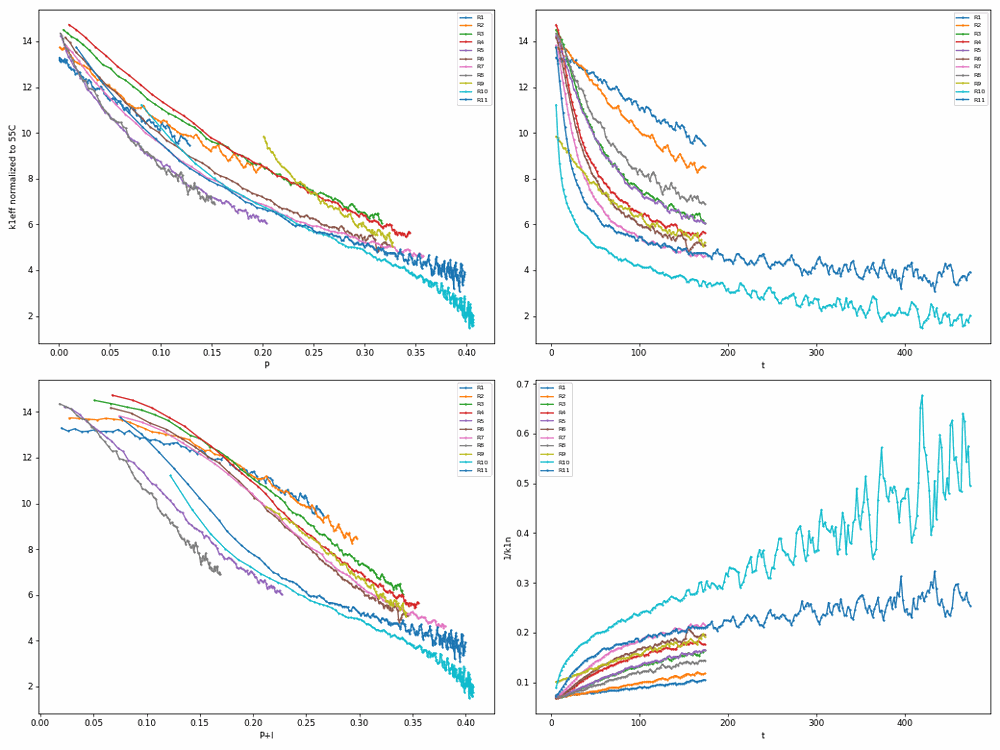 k1eff normalized to SSC
14
12
10
8
6
4
2
0.00 0.05 0.10 0.15 0.20 0.25 0.30 0.35 0.40
P
R1
R2
R3
R4
R5
R6
R7
R8
R9
R10
R11
14
12
10
8
6
4
2
0 100 200 300 400
t
R1
R2
R3
R4
R5
R6
R7
R8
R9
R10
R11
14
12
10
8
6
4
2
0.00 0.05 0.10 0.15 0.20 0.25 0.30 0.35 0.40
P+I
R1
R2
R3
R4
R5
R6
R7
R8
R9
R10
R11
1/k1n
0.7
0.6
0.5
0.4
0.3
0.2
0.1
0 100 200 300 400
t
R1
R2
R3
R4
R5
R6
R7
R8
R9
R10
R11